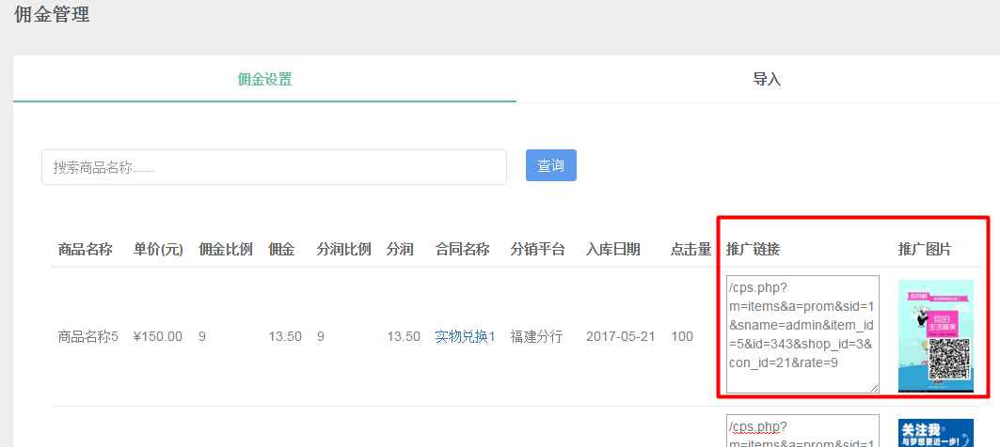 佣金管理
佣金设置 导入
搜索商品名称...... 查询
商品名称 单价(元) 佣金比例 佣金 分润比例 分润 合同名称 分销平台 入库日期 点击量 推广链接 推广图片
/cps.php?
m=items&a=prom&sid=1
&sname=admin&item_id
=5&id=343&shop_id=3&
con_id=21&rate=9
商品名称5 ¥150.00 9 13.50 9 13.50 实物兑换1 福建分行 2017-05-21 100
你的
生活管家
/cps.php?
m=items&a=prom&sid=1
关注我
与梦想更近一步!